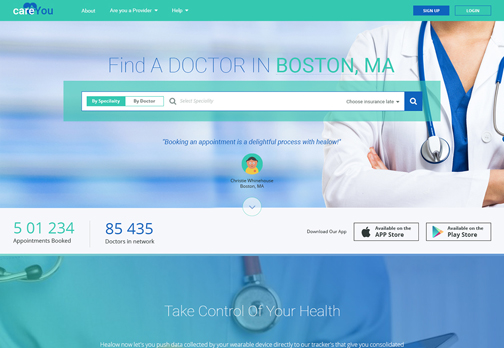 careYou
About
Are you a Provider
Help
SIGN UP
LOGIN
Find A DOCTOR IN BOSTON, MA
By Speciality
By Doctor
Select Speciality
Choose insurance late
"Booking an appointment is a delightful process with healow!"
Boston, MA
5 01 234
Appointments Booked
85 435
Doctors in network
Download Our App
Available on the
APP Store
Available on the
Play Store
Take Control Of Your Health
Healow now let's you push data collected by your wearable device directly to our tracker's that give you consolidated